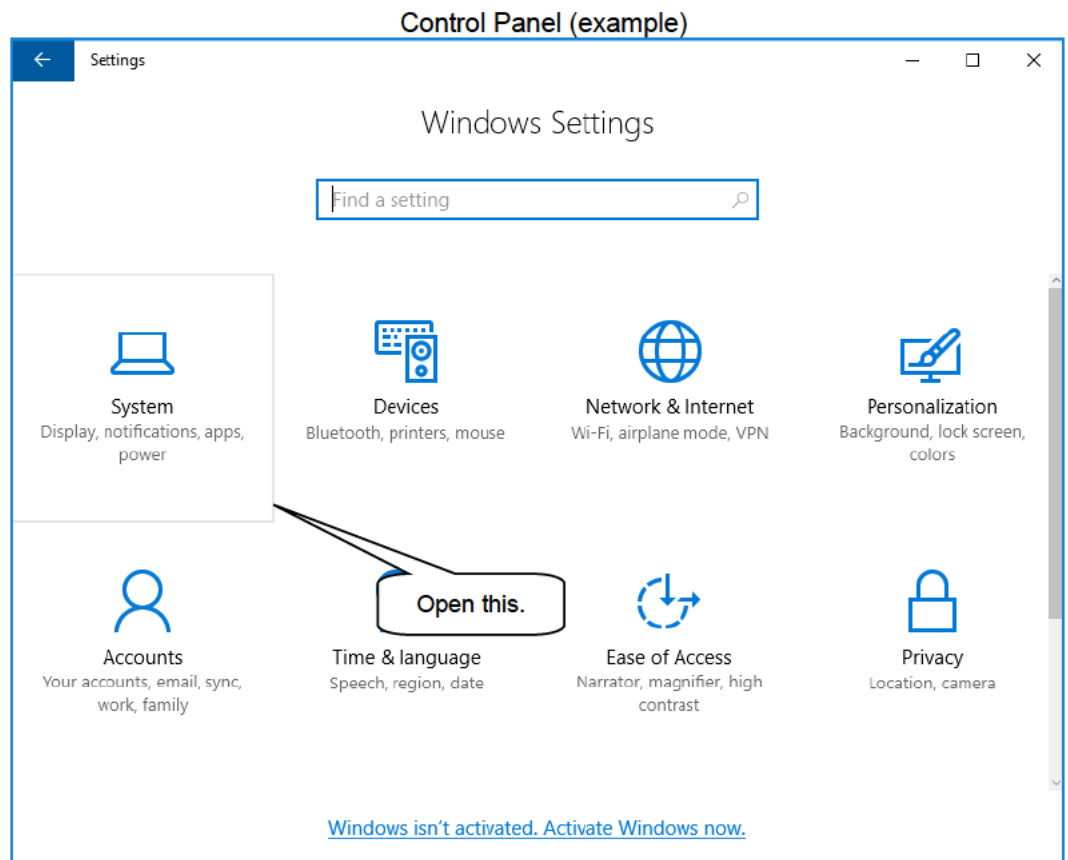 Control Panel (example)
Settings
Windows Settings
Find a setting
System
Display, notifications, apps,
power
Devices
Bluetooth, printers, mouse
Network & Internet
Wi-Fi, airplane mode, VPN
Personalization
Background, lock screen,
colors
Open this.
Accounts
Your accounts, email, sync,
work, family
Time & language
Speech, region, date
Ease of Access
Narrator, magnifier, high
contrast
Privacy
Location, camera
Windows isn't activated. Activate Windows now.